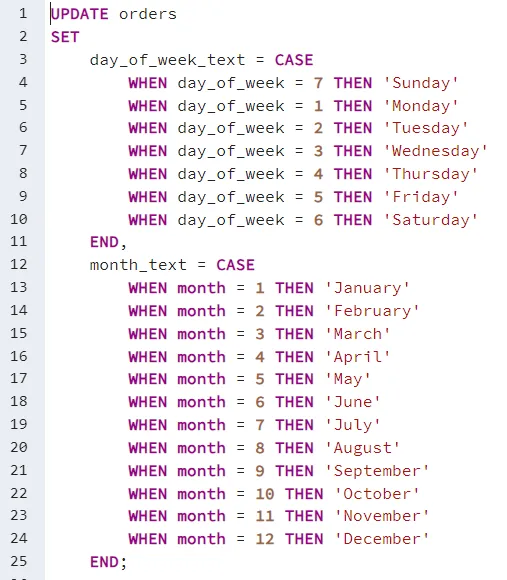 1 UPDATE orders
2 SET
3 day_of_week_text = CASE
4 WHEN day_of_week = 7 THEN 'Sunday'
5 WHEN day_of_week = 1 THEN 'Monday'
6 WHEN day_of_week = 2 THEN 'Tuesday'
7 WHEN day_of_week = 3 THEN 'Wednesday'
8 WHEN day_of_week = 4 THEN 'Thursday'
9 WHEN day_of_week = 5 THEN 'Friday'
10 WHEN day_of_week = 6 THEN 'Saturday'
11 END,
12 month_text = CASE
13 WHEN month = 1 THEN 'January'
14 WHEN month = 2 THEN 'February'
15 WHEN month = 3 THEN 'March'
16 WHEN month = 4 THEN 'April'
17 WHEN month = 5 THEN 'May'
18 WHEN month = 6 THEN 'June'
19 WHEN month = 7 THEN 'July'
20 WHEN month = 8 THEN 'August'
21 WHEN month = 9 THEN 'September'
22 WHEN month = 10 THEN 'October'
23 WHEN month = 11 THEN 'November'
24 WHEN month = 12 THEN 'December'
25 END;